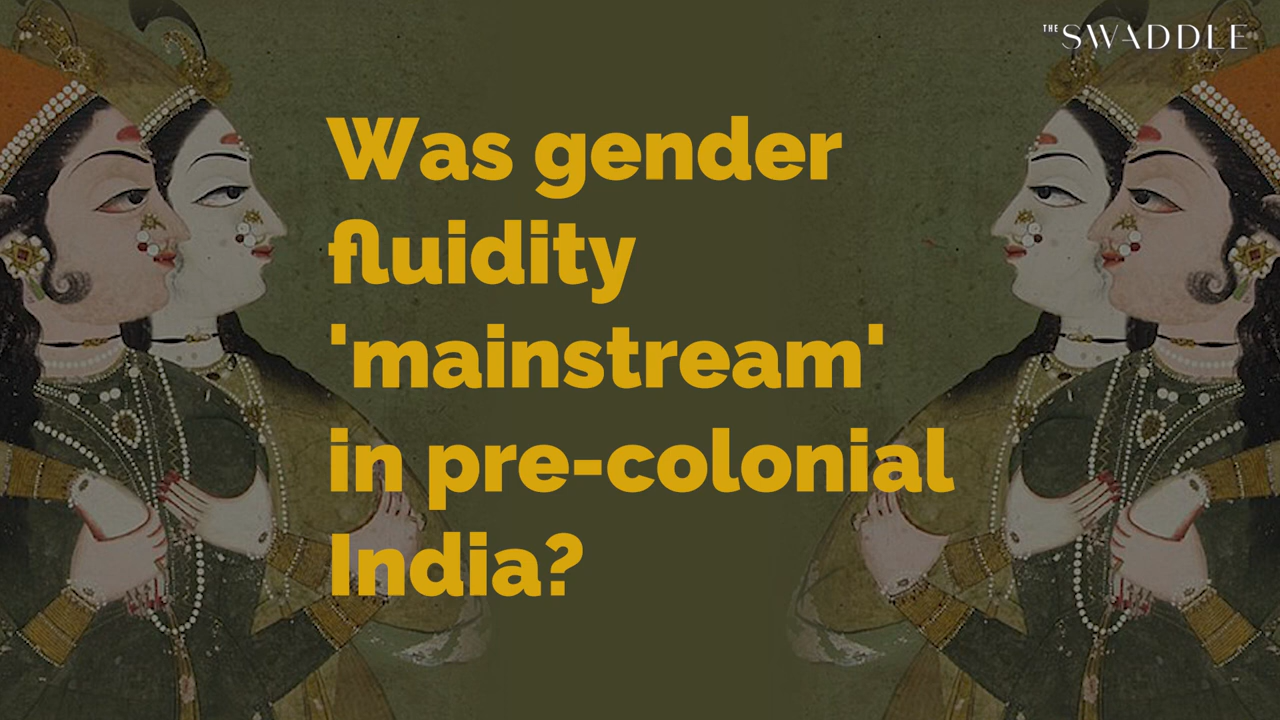 THE SWADDLE
Was gender
fluidity
'mainstream'
in pre-colonial
India?